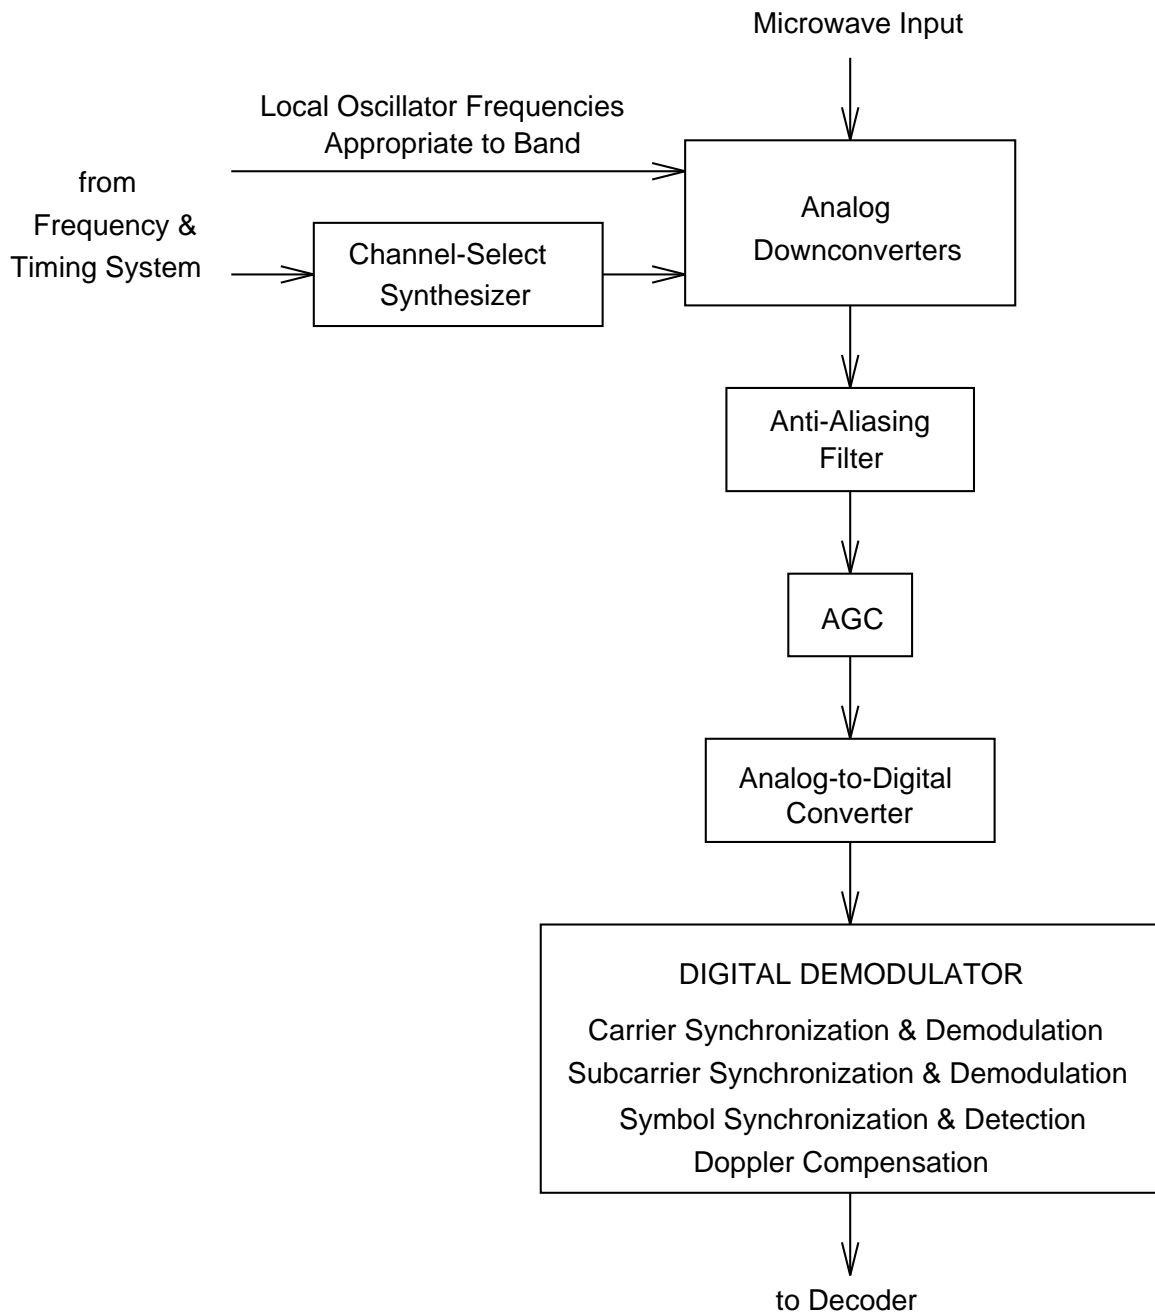 Microwave Input
Local Oscillator Frequencies
Appropriate to Band
from
Frequency &
Timing System
Channel-Select
Synthesizer
Analog
Downconverters
Anti-Aliasing
Filter
AGC
Analog-to-Digital
Converter
DIGITAL DEMODULATOR
Carrier Synchronization & Demodulation
Subcarrier Synchronization & Demodulation
Symbol Synchronization & Detection
Doppler Compensation
to Decoder